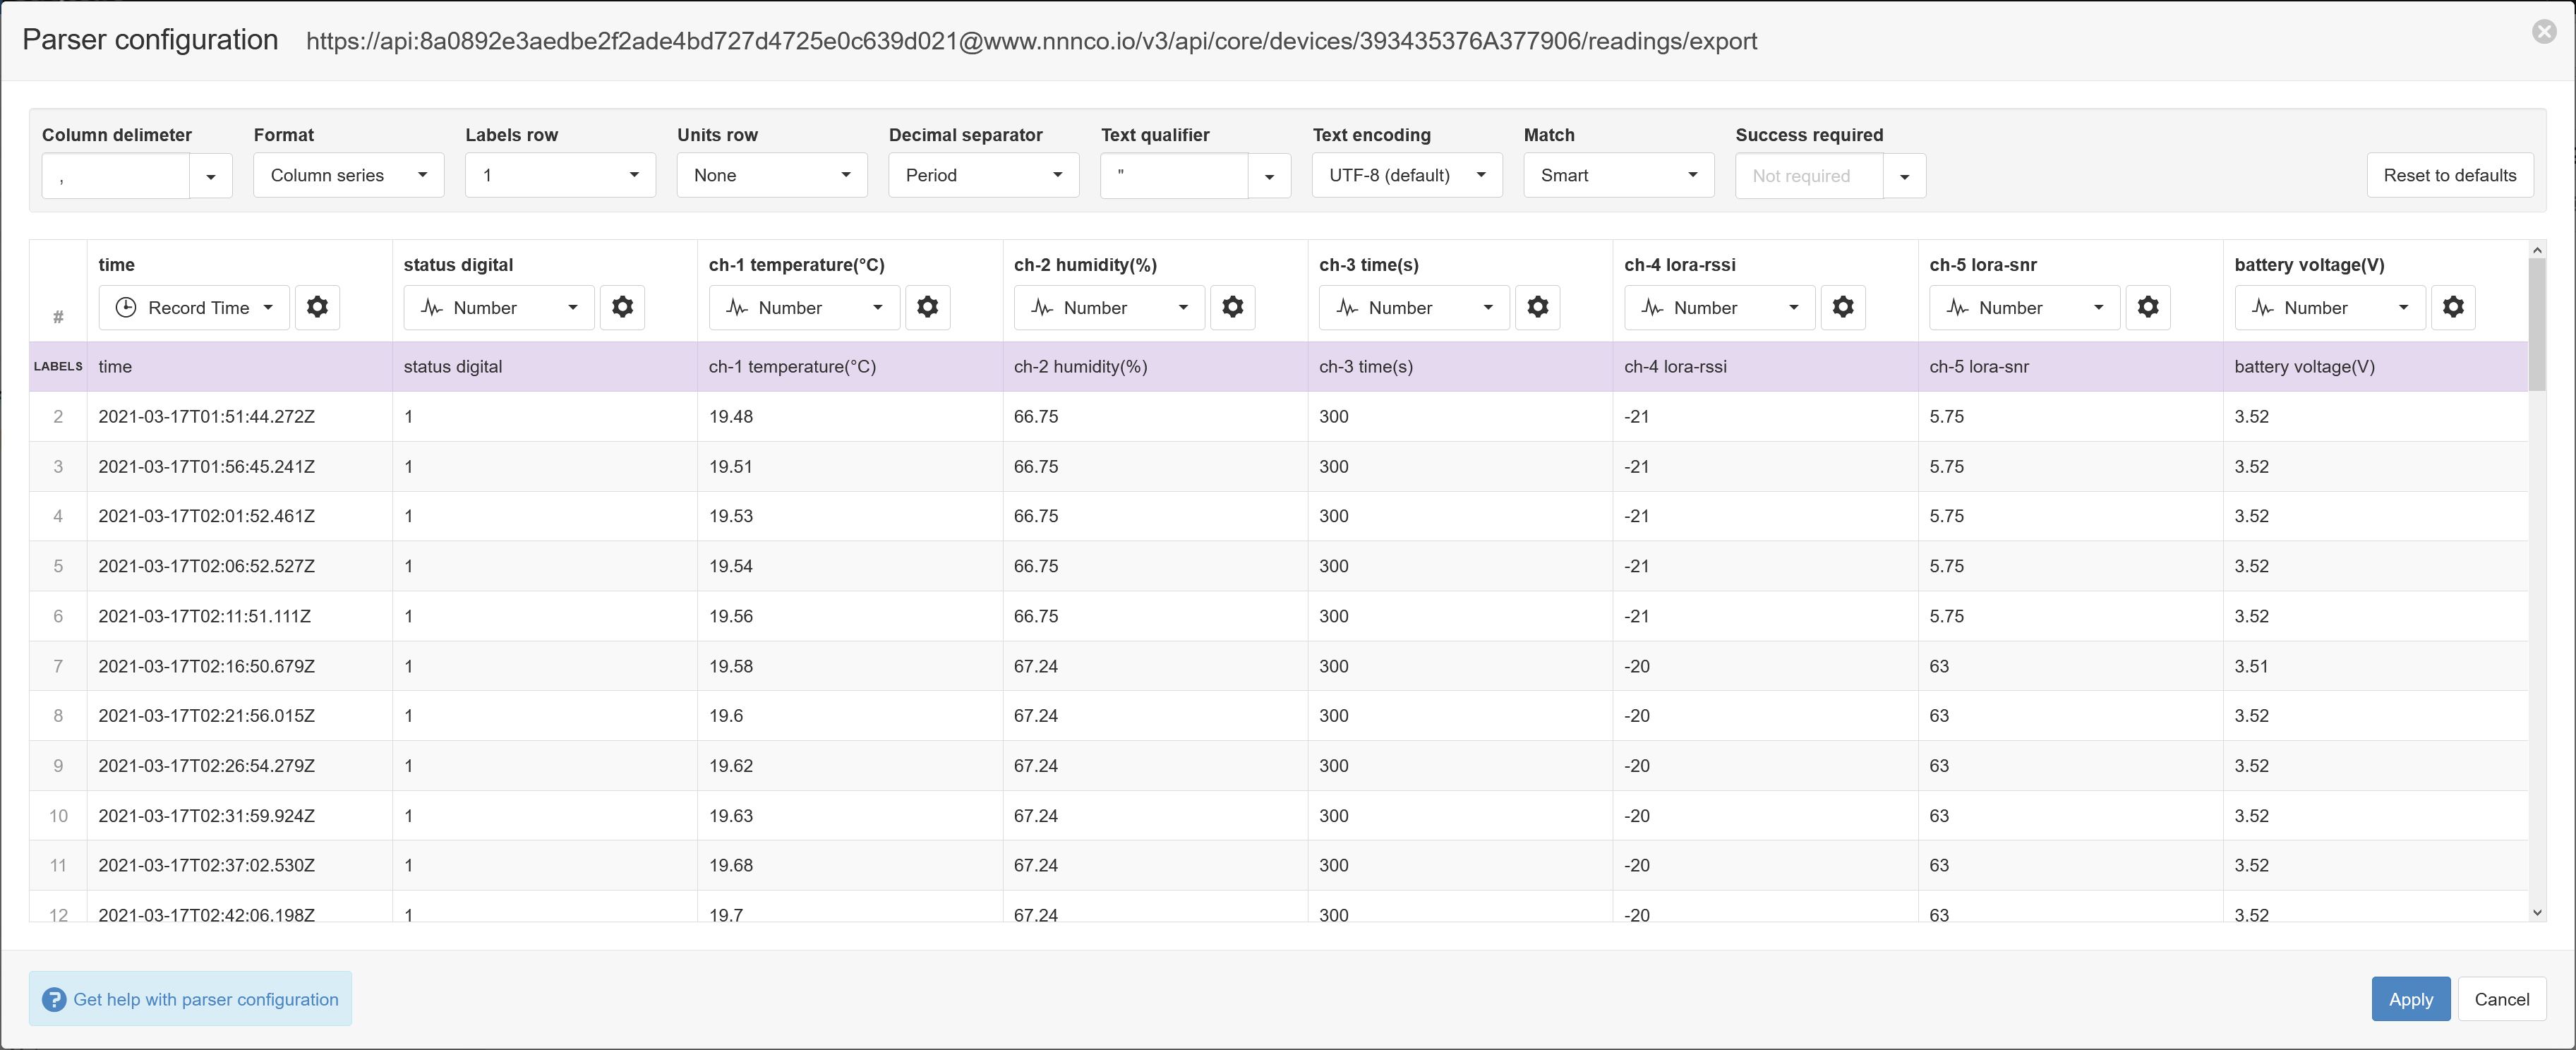 Parser configuration https://api:8a0892e3aedbe2f2ade4bd727d4725e0c639d021@www.nnnco.io/v3/api/core/devices/393435376A377906/readings/export
Column delimeter Format Labels row Units row Decimal separator Text qualifier Text encoding Match Success required
, Column series 1 None Period " UTF-8 (default) Smart Not required Reset to defaults
time status digital ch-1 temperature(°C) ch-2 humidity(%) ch-3 time(s) ch-4 lora-rssi ch-5 lora-snr battery voltage(V)
# Record Time Number Number Number Number Number Number Number
LABELS time status digital ch-1 temperature(°C) ch-2 humidity(%) ch-3 time(s) ch-4 lora-rssi ch-5 lora-snr battery voltage(V)
2 2021-03-17T01:51:44.272Z 1 19.48 66.75 300 -21 5.75 3.52
3 2021-03-17T01:56:45.241Z 1 19.51 66.75 300 -21 5.75 3.52
4 2021-03-17T02:01:52.461Z 1 19.53 66.75 300 -21 5.75 3.52
5 2021-03-17T02:06:52.527Z 1 19.54 66.75 300 -21 5.75 3.52
6 2021-03-17T02:11:51.111Z 1 19.56 66.75 300 -21 5.75 3.52
7 2021-03-17T02:16:50.679Z 1 19.58 67.24 300 -20 63 3.51
8 2021-03-17T02:21:56.015Z 1 19.6 67.24 300 -20 63 3.52
9 2021-03-17T02:26:54.279Z 1 19.62 67.24 300 -20 63 3.52
10 2021-03-17T02:31:59.924Z 1 19.63 67.24 300 -20 63 3.52
11 2021-03-17T02:37:02.530Z 1 19.68 67.24 300 -20 63 3.52
12 2021-03-17T02:42:06.198Z 1 19.7 67.24 300 -20 63 3.52
? Get help with parser configuration Apply Cancel